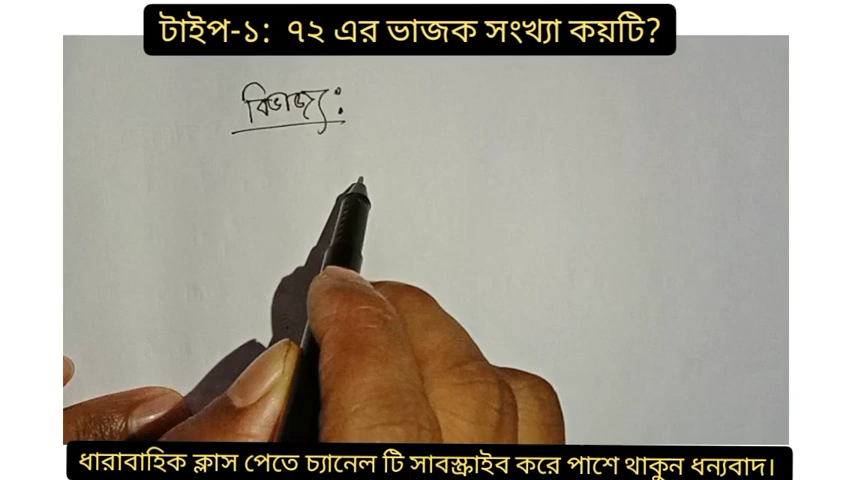 টাইপ-১: ৭২ এর ভাজক সংখ্যা কয়টি?
বিভাজ্য:
ধারাবাহিক ক্লাস পেতে চ্যানেল টি সাবস্ক্রাইব করে পাশে থাকুন ধন্যবাদ।